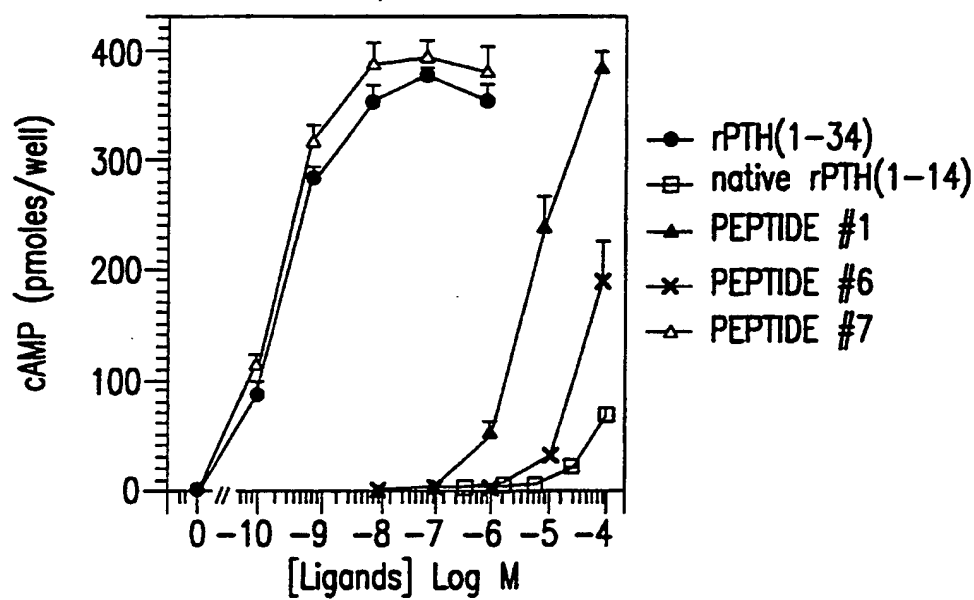 cAMP (pmoles/well)
400
300
200
100
0
0 // -10 -9 -8 -7 -6 -5 -4
[Ligands] Log M
rPTH(1-34)
native rPTH(1-14)
PEPTIDE #1
PEPTIDE #6
PEPTIDE #7